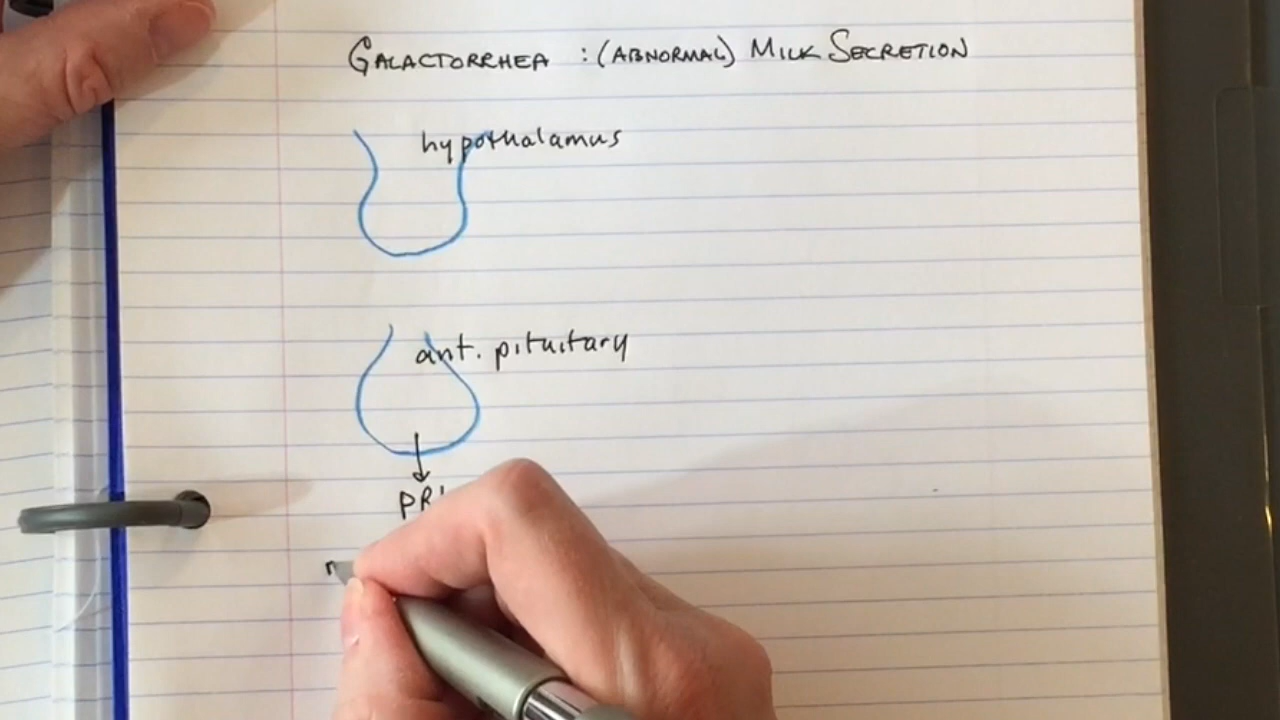 GALACTORRHEA : (ABNORMAL) MILK SECRETION
hypothalamus
ant. pituitary